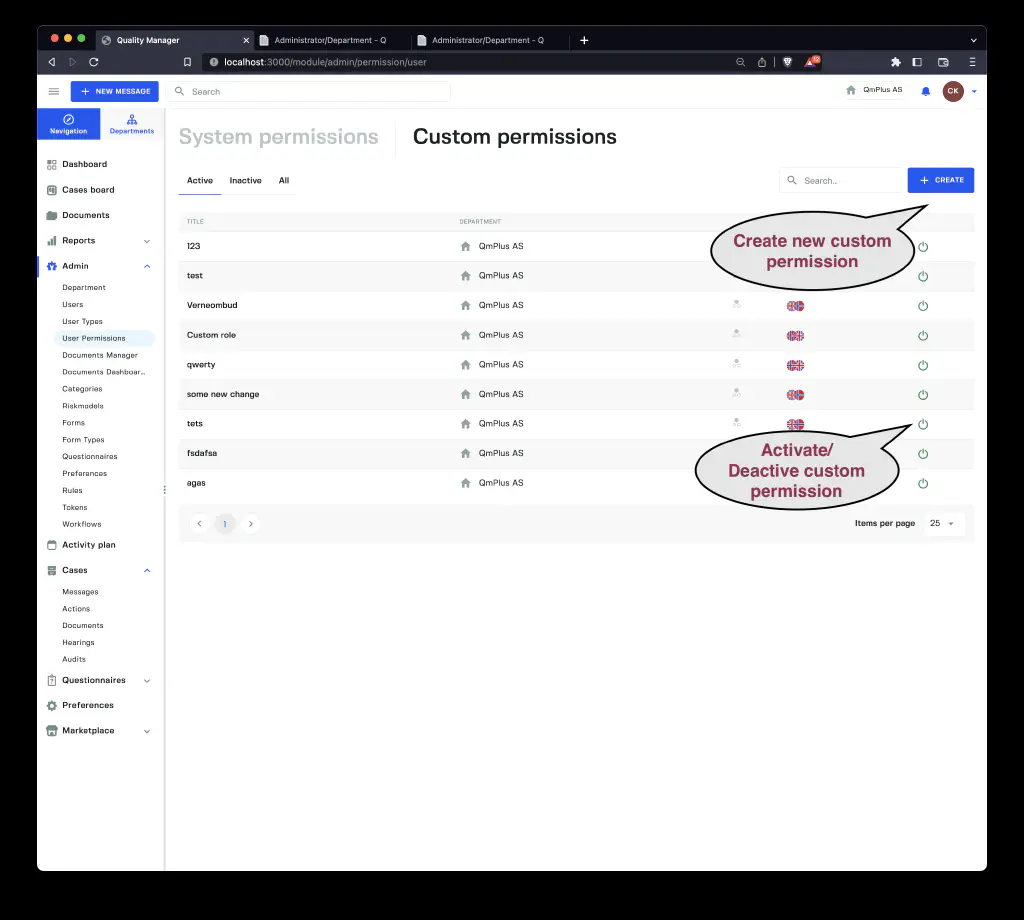 Quality Manager
Administrator/Department - Q
Administrator/Department - Q
localhost:3000/module/admin/permission/user
NEW MESSAGE
Search
QmPlus AS
CK
Navigation
Departments
System permissions
Custom permissions
Active
Inactive
All
Search..
CREATE
TITLE
DEPARTMENT
123
QmPlus AS
test
QmPlus AS
Verneombud
QmPlus AS
Custom role
QmPlus AS
qwerty
QmPlus AS
some new change
QmPlus AS
tets
QmPlus AS
fsdafsa
QmPlus AS
agas
QmPlus AS
Create new custom
permission
Activate/
Deactive custom
permission
1
Items per page
25
Dashboard
Cases board
Documents
Reports
Admin
Department
Users
User Types
User Permissions
Documents Manager
Documents Dashboar...
Categories
Riskmodels
Forms
Form Types
Questionnaires
Preferences
Rules
Tokens
Workflows
Activity plan
Cases
Messages
Actions
Documents
Hearings
Audits
Questionnaires
Preferences
Marketplace